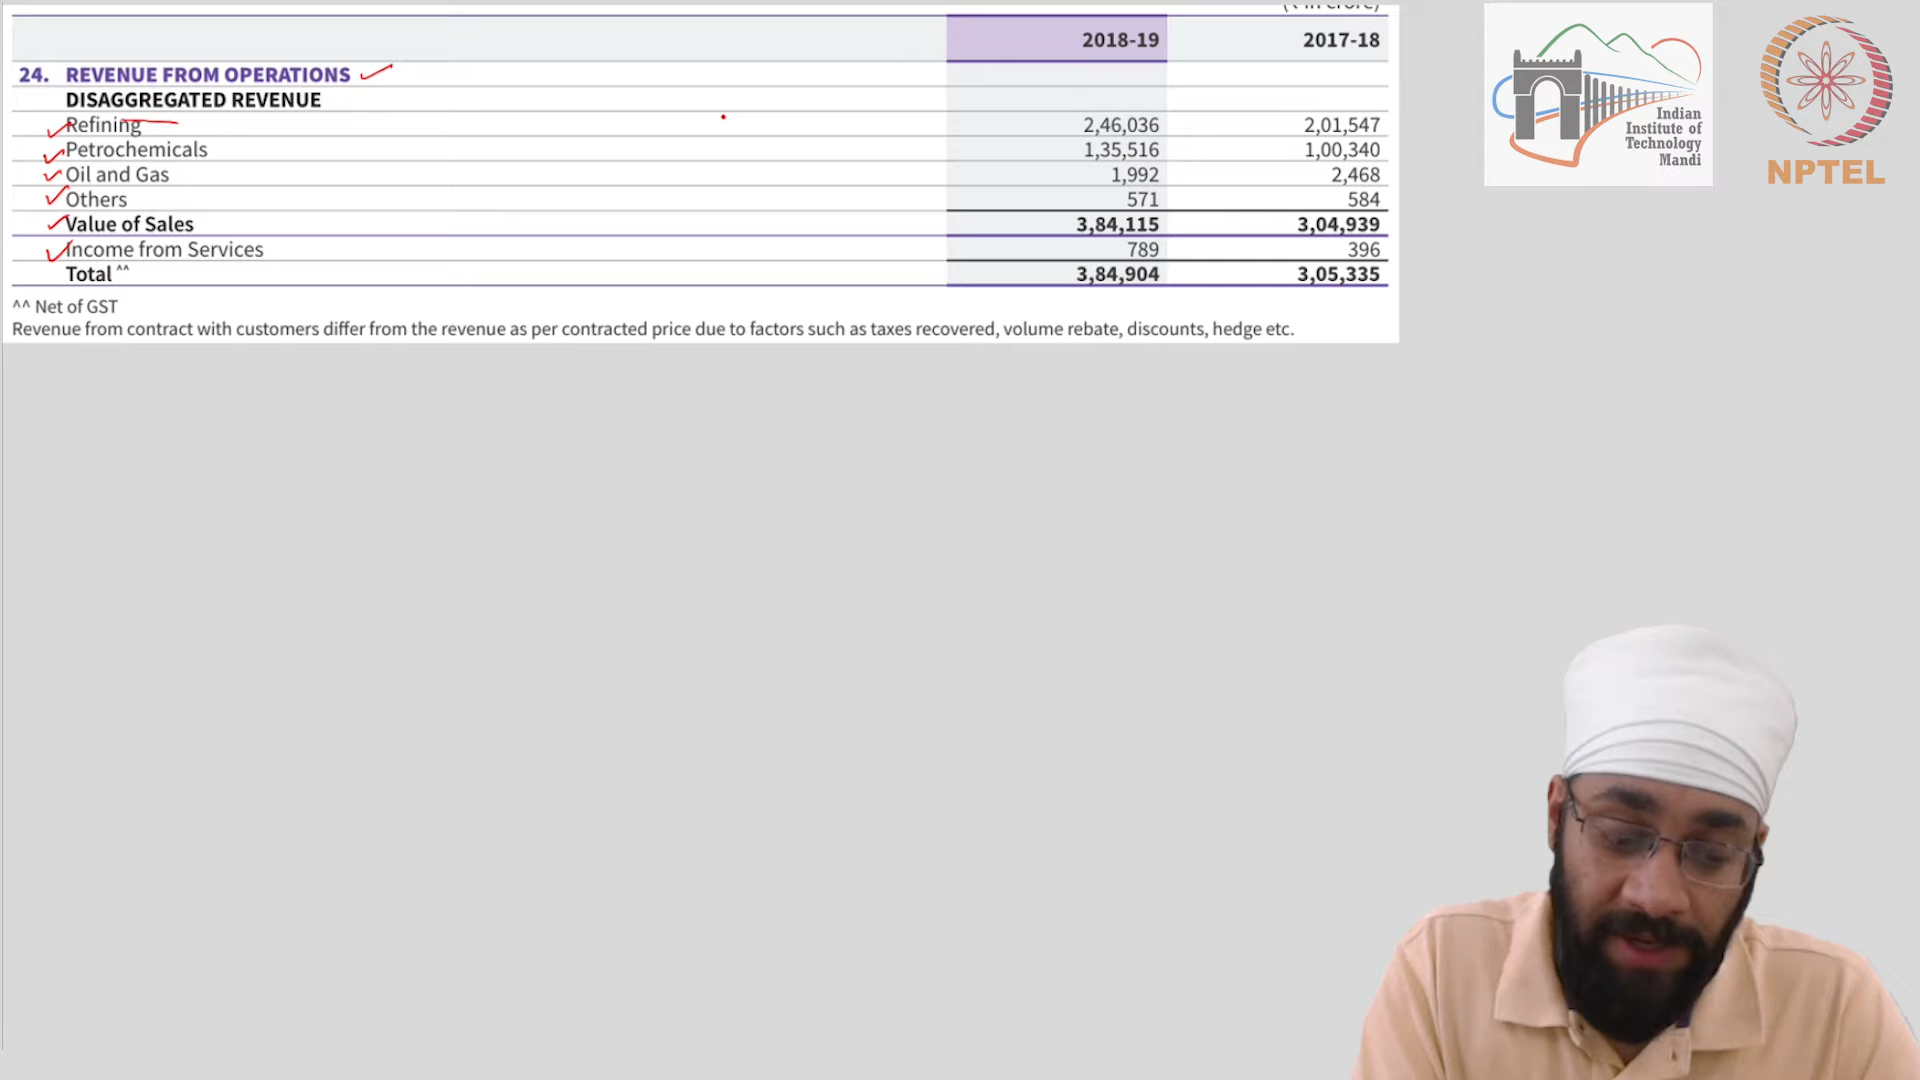 (₹ in crore)
2018-19 2017-18
24. REVENUE FROM OPERATIONS
DISAGGREGATED REVENUE
Refining 2,46,036 2,01,547
Petrochemicals 1,35,516 1,00,340
Oil and Gas 1,992 2,468
Others 571 584
Value of Sales 3,84,115 3,04,939
Income from Services 789 396
Total ^^ 3,84,904 3,05,335
^^ Net of GST
Revenue from contract with customers differ from the revenue as per contracted price due to factors such as taxes recovered, volume rebate, discounts, hedge etc.
Indian
Institute of
Technology
Mandi
NPTEL